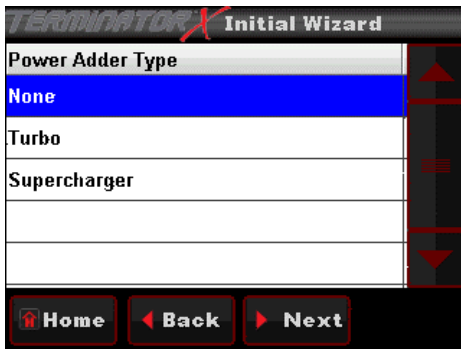 TERMINATOR X Initial Wizard
Power Adder Type
None
Turbo
Supercharger
Home Back Next